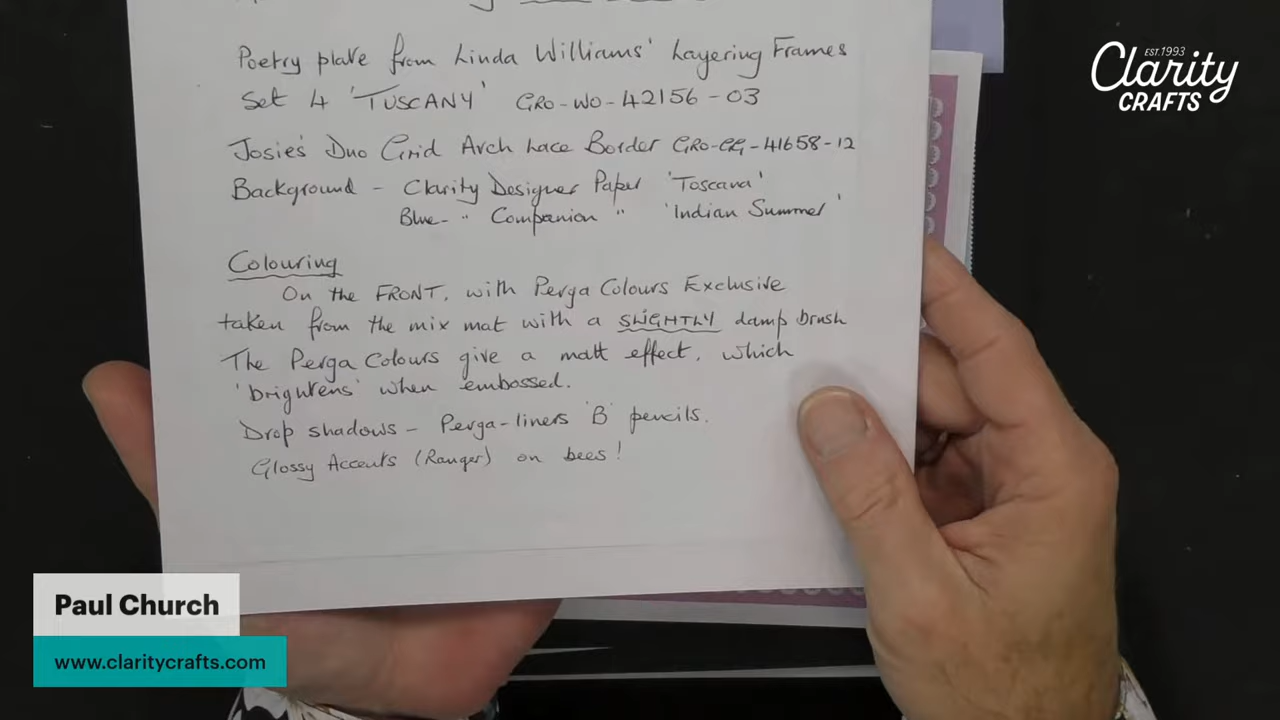 Poetry plate from Linda Williams' Layering Frames
Set 4 'TUSCANY' GRO-WO-42156-03
Josie's Duo Grid Arch Lace Border GRO-GG-41658-12
Background - Clarity Designer Paper 'Toscana'
Blue - " Companion " 'Indian Summer'
Colouring
On the FRONT, with Perga Colours Exclusive
taken from the mix mat with a SLIGHTLY damp brush
The Perga Colours give a matt effect, which
'brightens' when embossed.
Drop shadows - Perga-liners 'B' pencils.
Glossy Accents (Ranger) on bees!
EST.1993
Clarity
CRAFTS
Paul Church
www.claritycrafts.com